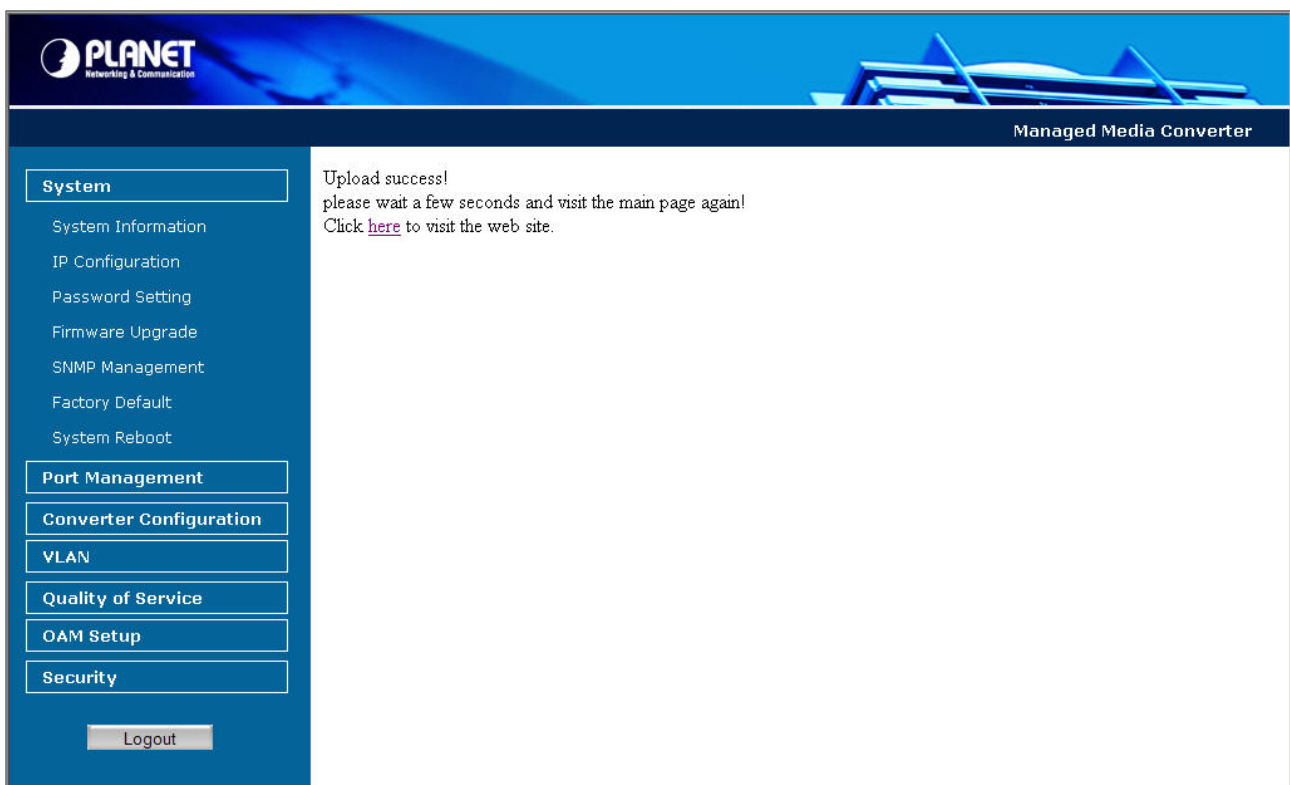 PLANET
Networking & Communication
Managed Media Converter
System
System Information
IP Configuration
Password Setting
Firmware Upgrade
SNMP Management
Factory Default
System Reboot
Port Management
Converter Configuration
VLAN
Quality of Service
OAM Setup
Security
Logout
Upload success!
please wait a few seconds and visit the main page again!
Click here to visit the web site.